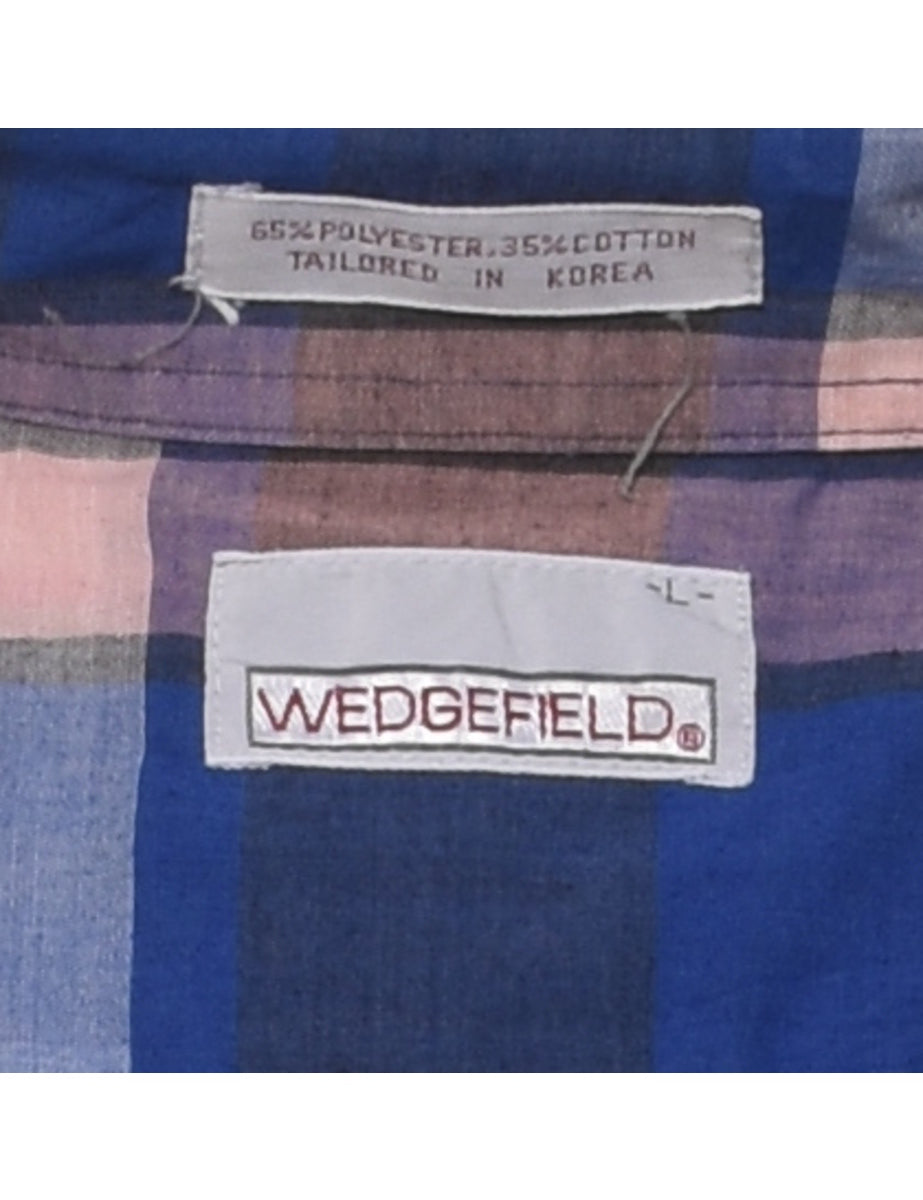 65% POLYESTER. 35% COTTON
TAILORED IN KOREA
-L-
WEDGEFIELD®